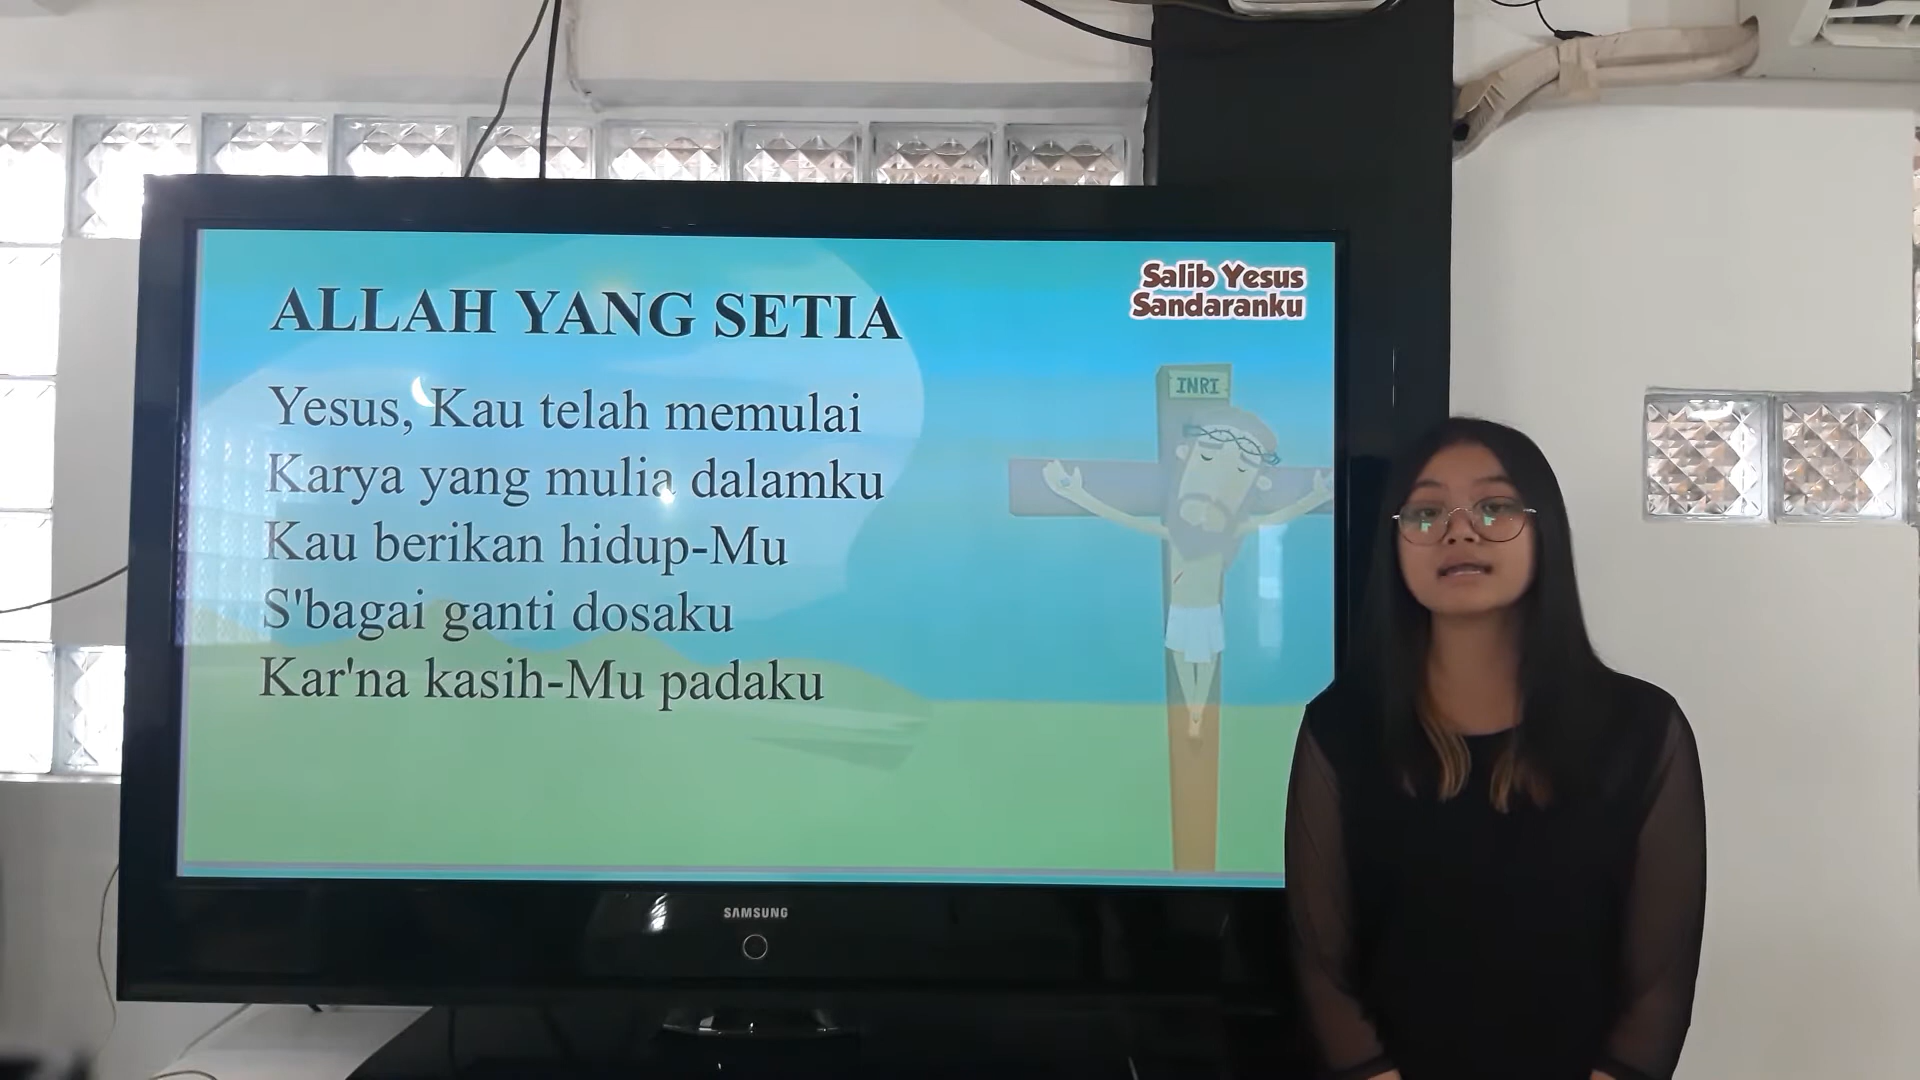 ALLAH YANG SETIA
Yesus, Kau telah memulai
Karya yang mulia dalamku
Kau berikan hidup-Mu
S'bagai ganti dosaku
Kar'na kasih-Mu padaku
Salib Yesus
Sandaranku
INRI
SAMSUNG